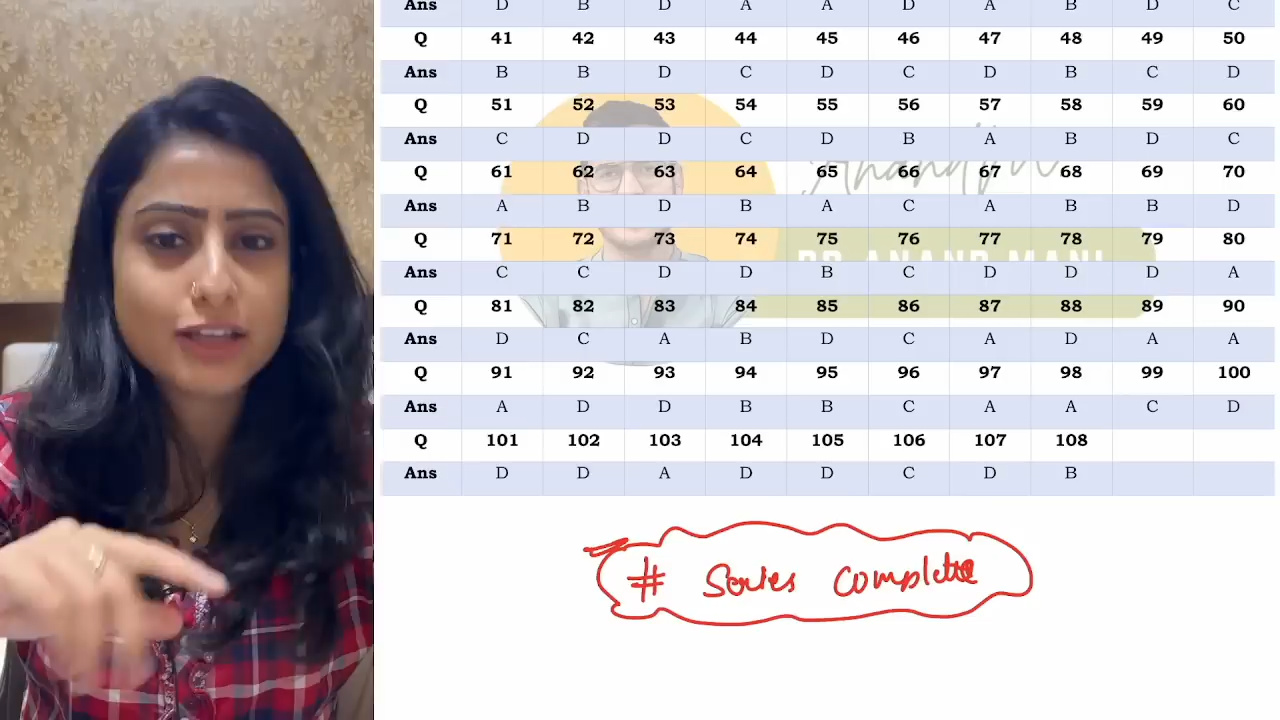 Ans D B D A A D A B D C
Q 41 42 43 44 45 46 47 48 49 50
Ans B B D C D C D B C D
Q 51 52 53 54 55 56 57 58 59 60
Ans C D D C D B A B D C
Q 61 62 63 64 65 66 67 68 69 70
Ans A B D B A C A B B D
Q 71 72 73 74 75 76 77 78 79 80
Ans C C D D B C D D D A
Q 81 82 83 84 85 86 87 88 89 90
Ans D C A B D C A D A A
Q 91 92 93 94 95 96 97 98 99 100
Ans A D D B B C A A C D
Q 101 102 103 104 105 106 107 108
Ans D D A D D C D B
Anand
ANAND MANI
# Series Complete